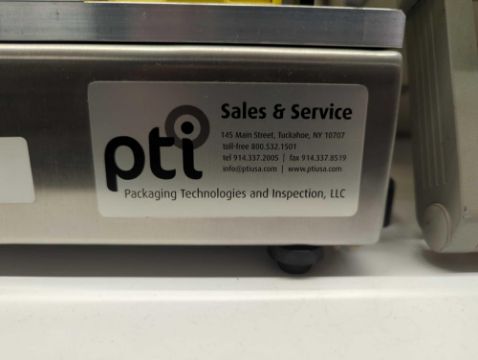 pti
Sales & Service
145 Main Street, Tuckahoe, NY 10707
toll-free 800.532.1501
tel 914.337.2005 | fax 914.337.8519
info@ptiusa.com | www.ptiusa.com
Packaging Technologies and Inspection, LLC